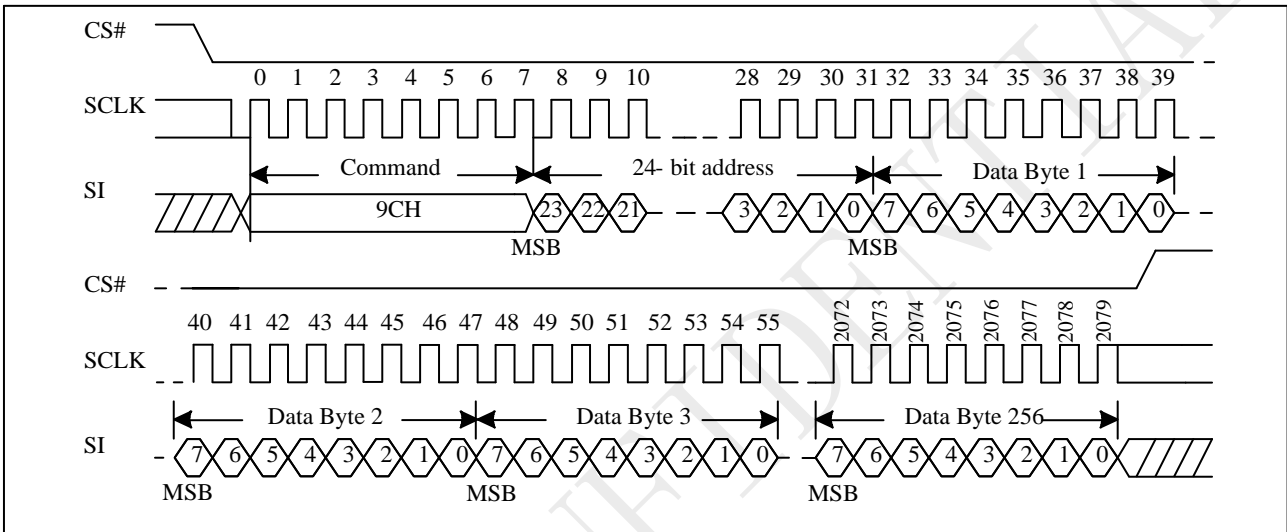 CS#
0 1 2 3 4 5 6 7 8 9 10 28 29 30 31 32 33 34 35 36 37 38 39
SCLK
Command 24- bit address Data Byte 1
SI
9CH 23 22 21 3 2 1 0 7 6 5 4 3 2 1 0
MSB MSB
CS#
40 41 42 43 44 45 46 47 48 49 50 51 52 53 54 55 2072 2073 2074 2075 2076 2077 2078 2079
SCLK
Data Byte 2 Data Byte 3 Data Byte 256
SI
7 6 5 4 3 2 1 0 7 6 5 4 3 2 1 0 7 6 5 4 3 2 1 0
MSB MSB MSB